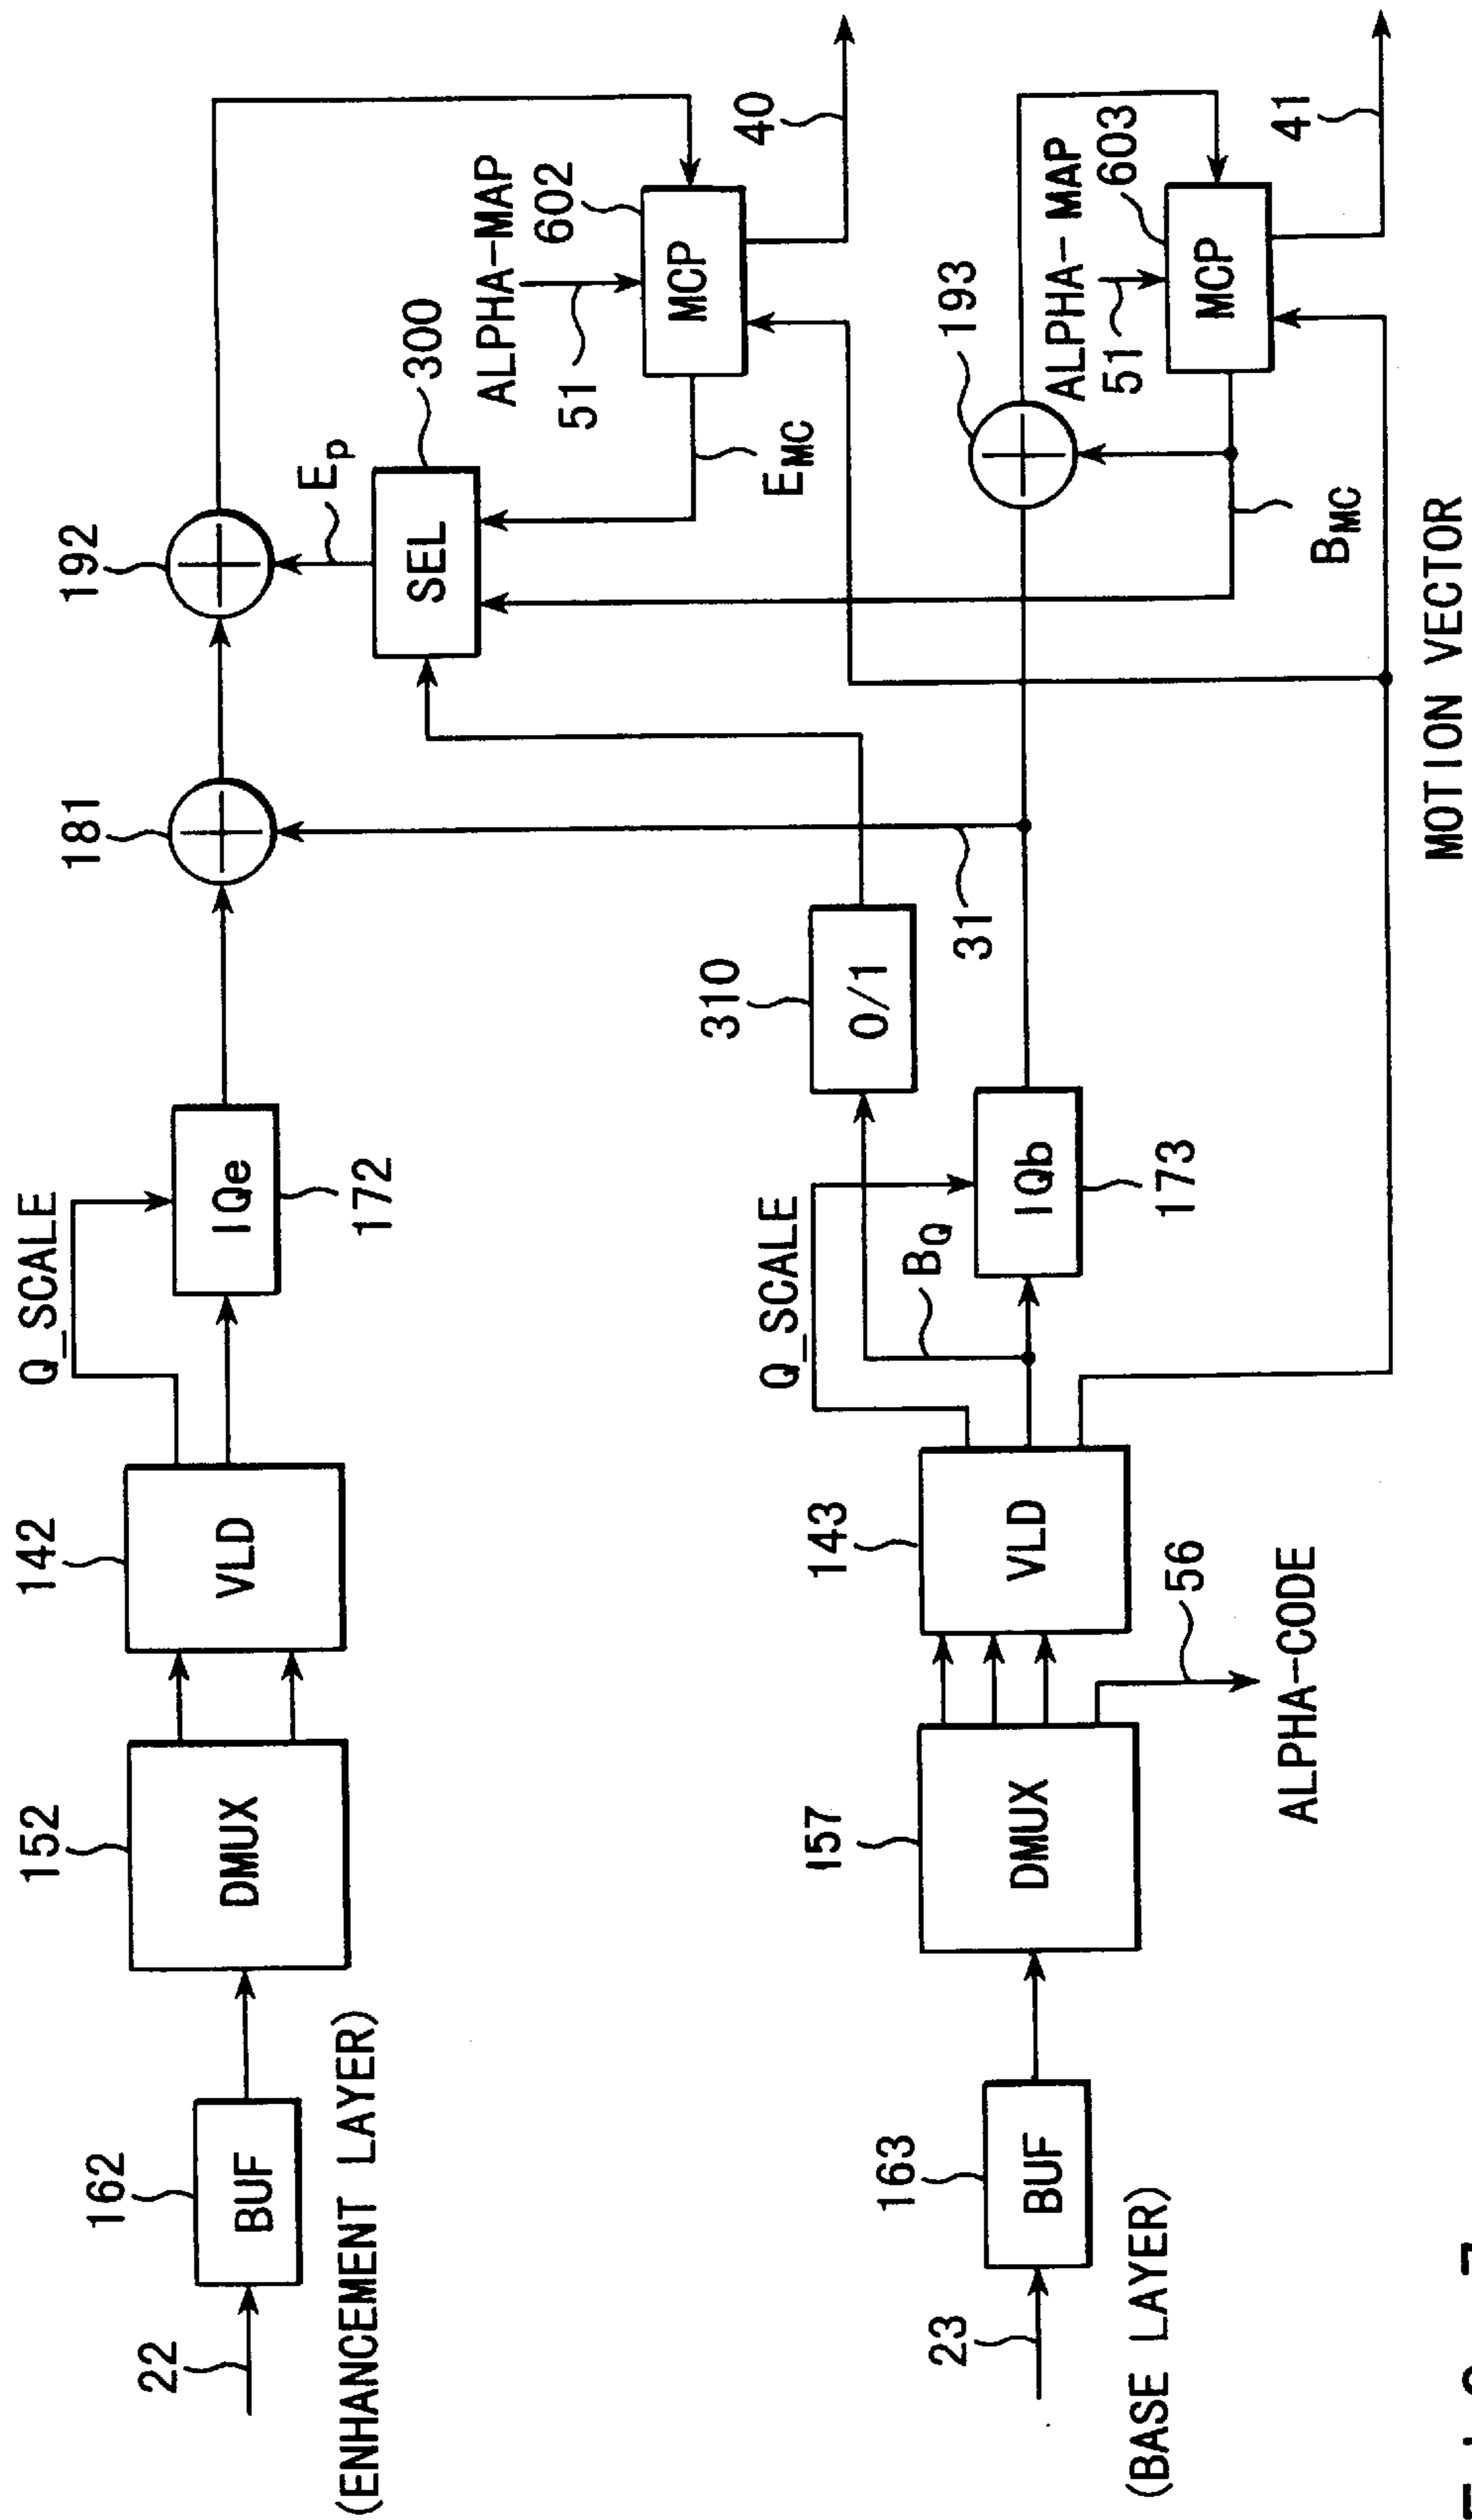 22
162
BUF
(ENHANCEMENT LAYER)
152
DMUX
142
VLD
Q_SCALE
IQe
172
181
192
Ep
SEL
300
ALPHA-MAP
51
602
MCP
EMC
40
23
163
BUF
(BASE LAYER)
157
DMUX
56
ALPHA-CODE
143
VLD
Q_SCALE
BQ
IQb
173
310
0/1
31
193
ALPHA-MAP
51
603
MCP
BMC
41
MOTION VECTOR